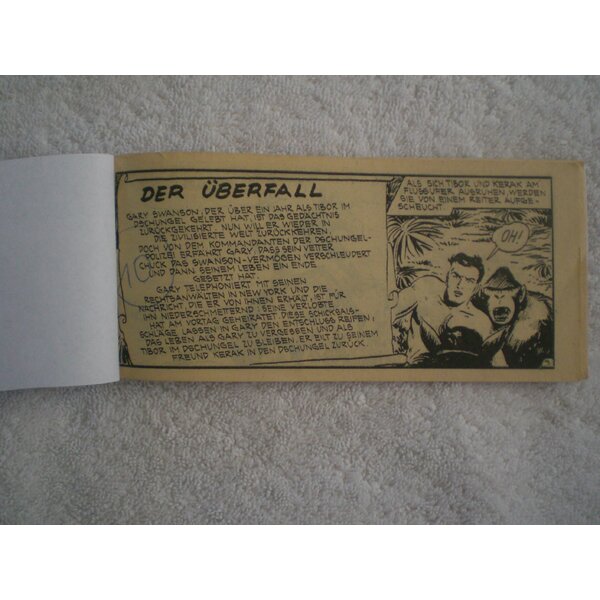 DER ÜBERFALL
GARY SWANSON, DER ÜBER EIN JAHR ALS TIBOR IM
DSCHUNGEL GELEBT HAT, IST DAS GEDÄCHTNIS
ZURÜCKGEKEHRT. NUN WILL ER WIEDER IN
DIE ZIVILISIERTE WELT ZURÜCKKEHREN.
DOCH VON DEM KOMMANDANTEN DER DSCHUNGEL-
POLIZEI ERFÄHRT GARY, DASS SEIN VETTER
CHUCK DAS SWANSON-VERMÖGEN VERSCHLEUDERT
UND DANN SEINEM LEBEN EIN ENDE
GESETZT HAT.
GARY TELEPHONIERT MIT SEINEN
RECHTSANWÄLTEN IN NEW YORK UND DIE
NACHRICHT DIE ER VON IHNEN ERHÄLT, IST FÜR
IHN NIEDERSCHMETTERND: SEINE VERLOBTE
HAT AM VORTAG GEHEIRATET. DIESE SCHICKSALS-
SCHLÄGE LASSEN IN GARY DEN ENTSCHLUSS REIFEN,
DAS LEBEN ALS GARY ZU VERGESSEN UND ALS
TIBOR IM DSCHUNGEL ZU BLEIBEN. ER EILT ZU SEINEM
FREUND KERAK IN DEN DSCHUNGEL ZURÜCK.
ALS SICH TIBOR UND KERAK AM
FLUSSUFER AUSRUHEN, WERDEN
SIE VON EINEM REITER AUFGE-
SCHEUCHT
OH!